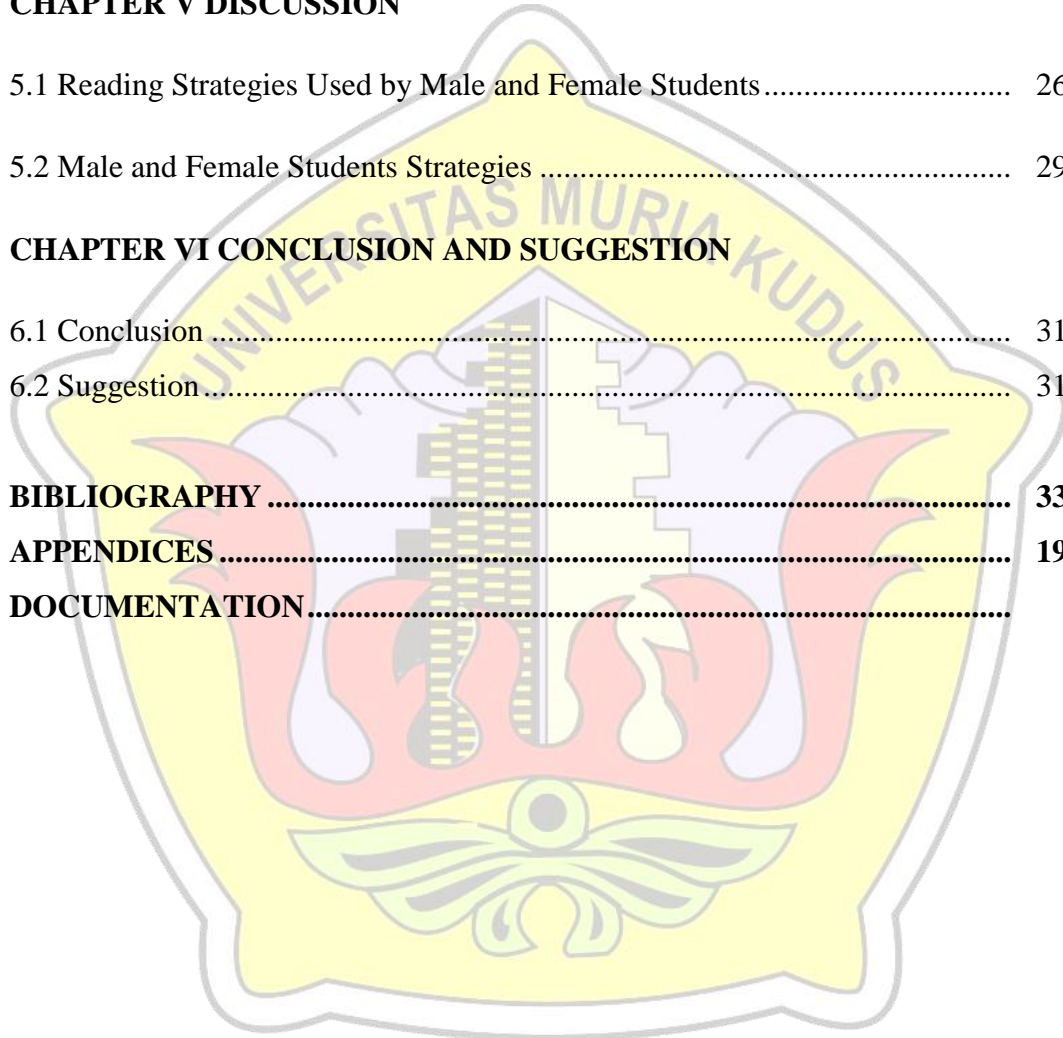 CHAPTER V DISCUSSION
5.1 Reading Strategies Used by Male and Female Students............................... 26
5.2 Male and Female Students Strategies ........................................................... 29
UNIVERSITAS MURIA KUDUS
CHAPTER VI CONCLUSION AND SUGGESTION
6.1 Conclusion .................................................................................................... 31
6.2 Suggestion ..................................................................................................... 31
BIBLIOGRAPHY ............................................................................................. 33
APPENDICES ................................................................................................... 19
DOCUMENTATION........................................................................................